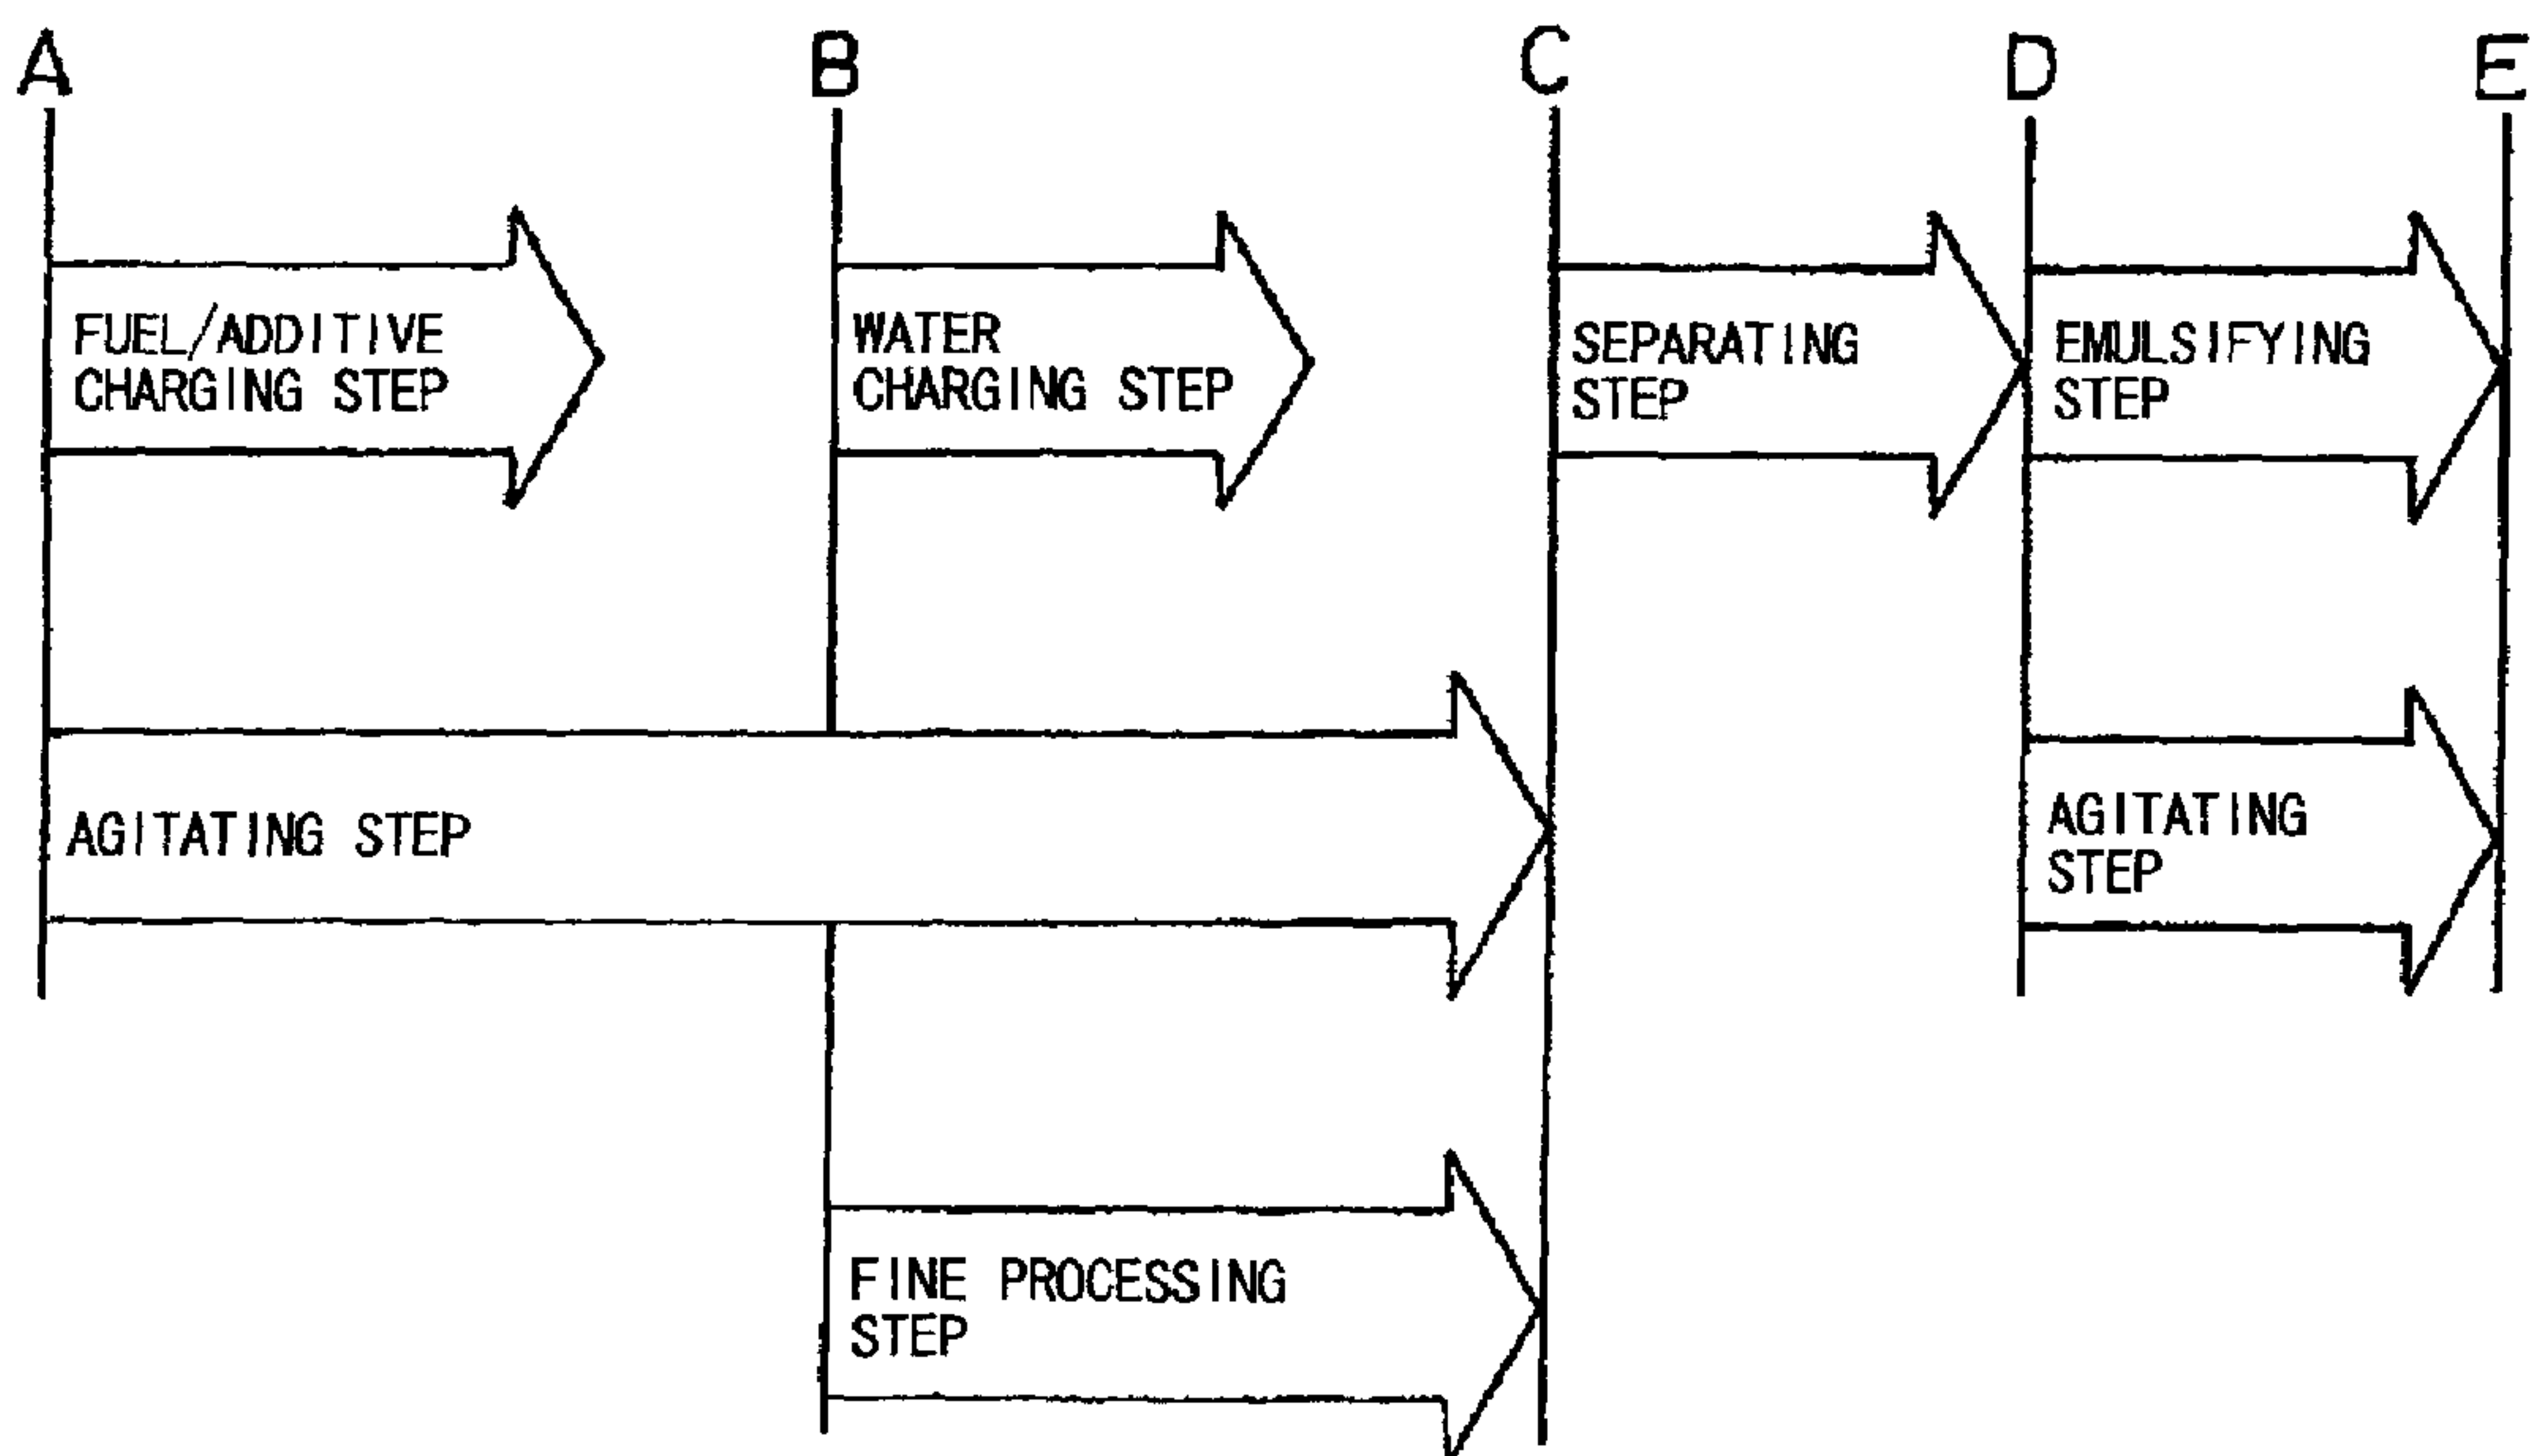 A
B
C
D
E
FUEL/ADDITIVE
CHARGING STEP
WATER
CHARGING STEP
SEPARATING
STEP
EMULSIFYING
STEP
AGITATING STEP
AGITATING
STEP
FINE PROCESSING
STEP